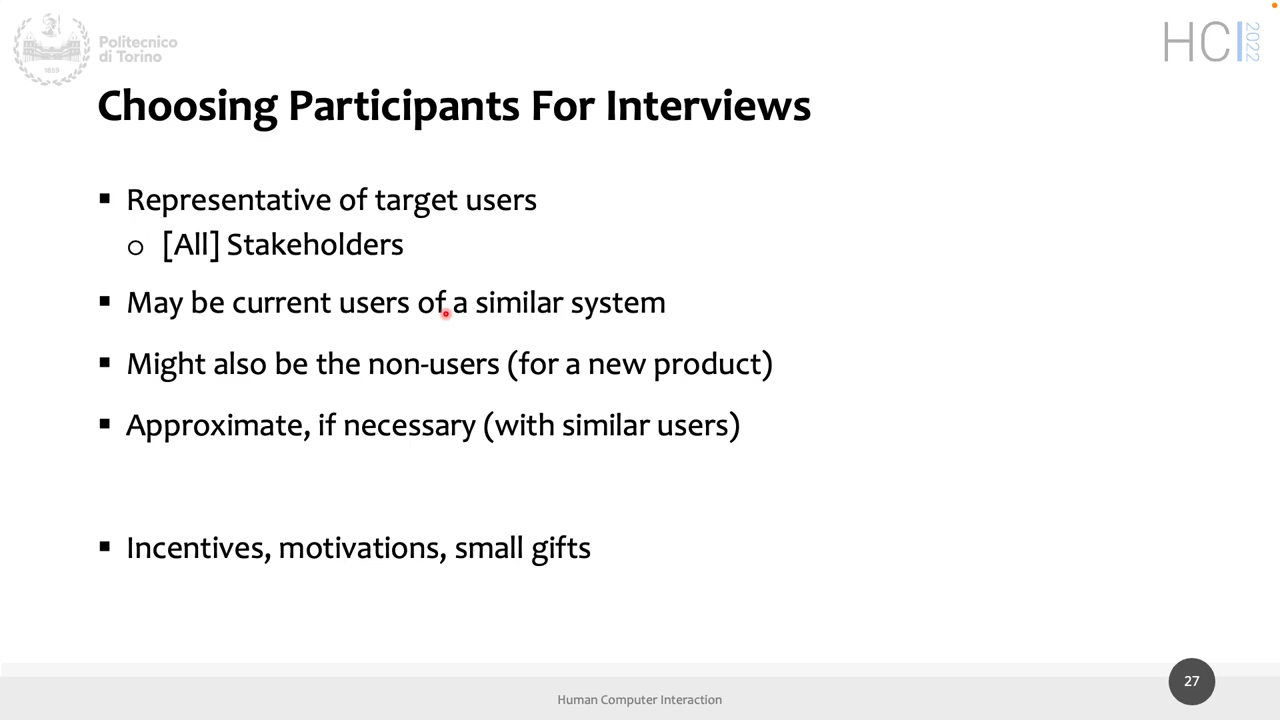 Politecnico
di Torino
1859
HCI 2022
Choosing Participants For Interviews
▪ Representative of target users
o [All] Stakeholders
▪ May be current users of a similar system
▪ Might also be the non-users (for a new product)
▪ Approximate, if necessary (with similar users)
▪ Incentives, motivations, small gifts
Human Computer Interaction
27